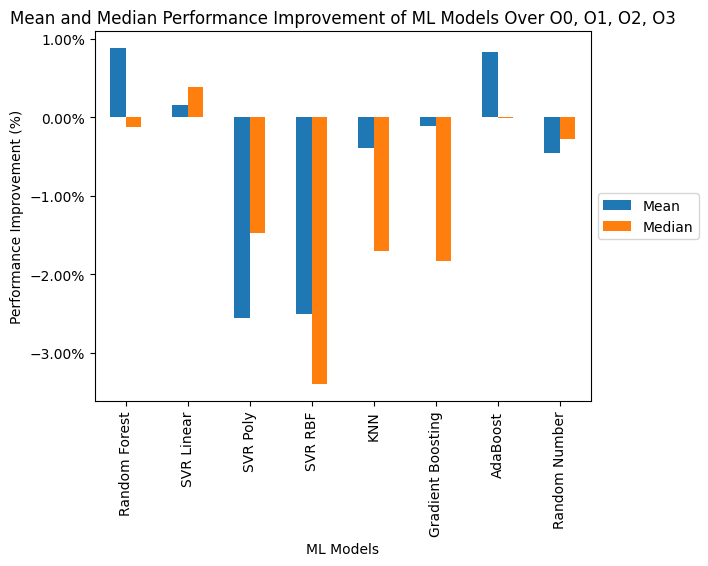 Mean and Median Performance Improvement of ML Models Over O0, O1, O2, O3
Performance Improvement (%)
1.00%
0.00%
−1.00%
−2.00%
−3.00%
Mean
Median
Random Forest
SVR Linear
SVR Poly
SVR RBF
KNN
Gradient Boosting
AdaBoost
Random Number
ML Models